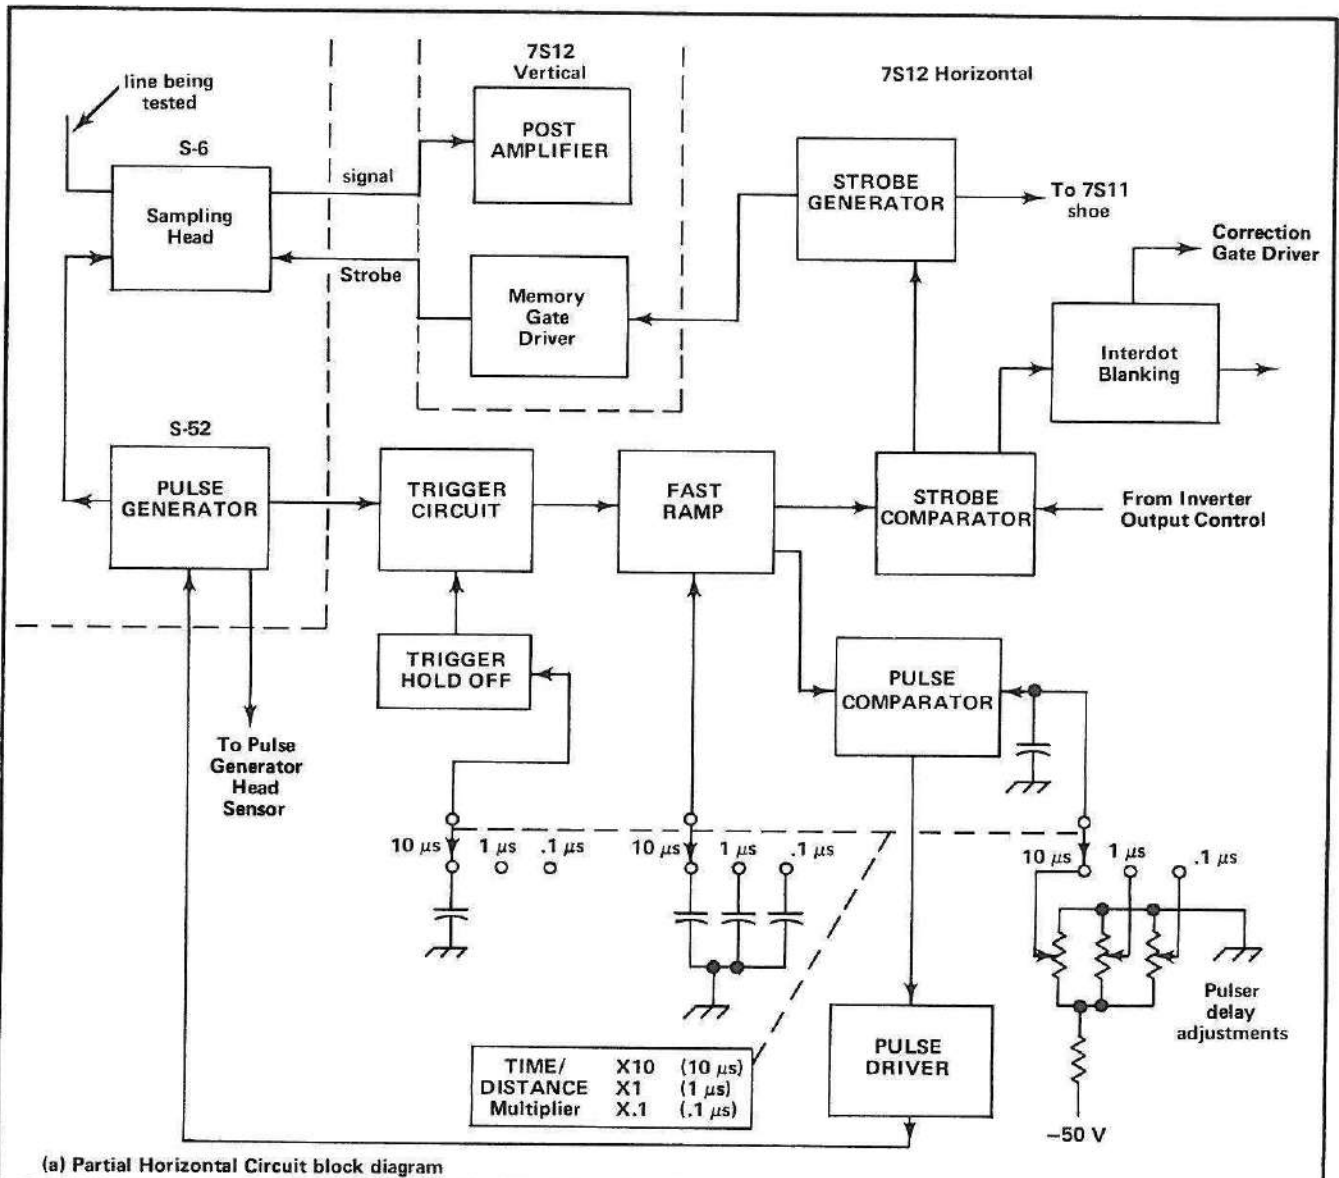 7S12
Vertical
7S12 Horizontal
line being
tested
S-6
Sampling
Head
signal
Strobe
POST
AMPLIFIER
Memory
Gate
Driver
STROBE
GENERATOR
To 7S11
shoe
Correction
Gate Driver
Interdot
Blanking
S-52
PULSE
GENERATOR
TRIGGER
CIRCUIT
FAST
RAMP
STROBE
COMPARATOR
From Inverter
Output Control
TRIGGER
HOLD OFF
PULSE
COMPARATOR
To Pulse
Generator
Head
Sensor
10 μs 1 μs .1 μs
10 μs 1 μs .1 μs
10 μs 1 μs .1 μs
Pulser
delay
adjustments
−50 V
TIME/ X10 (10 μs)
DISTANCE X1 (1 μs)
Multiplier X.1 (.1 μs)
PULSE
DRIVER
(a) Partial Horizontal Circuit block diagram